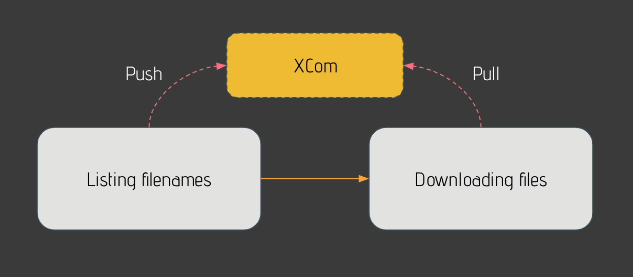 XCom
Push
Pull
Listing filenames
Downloading files